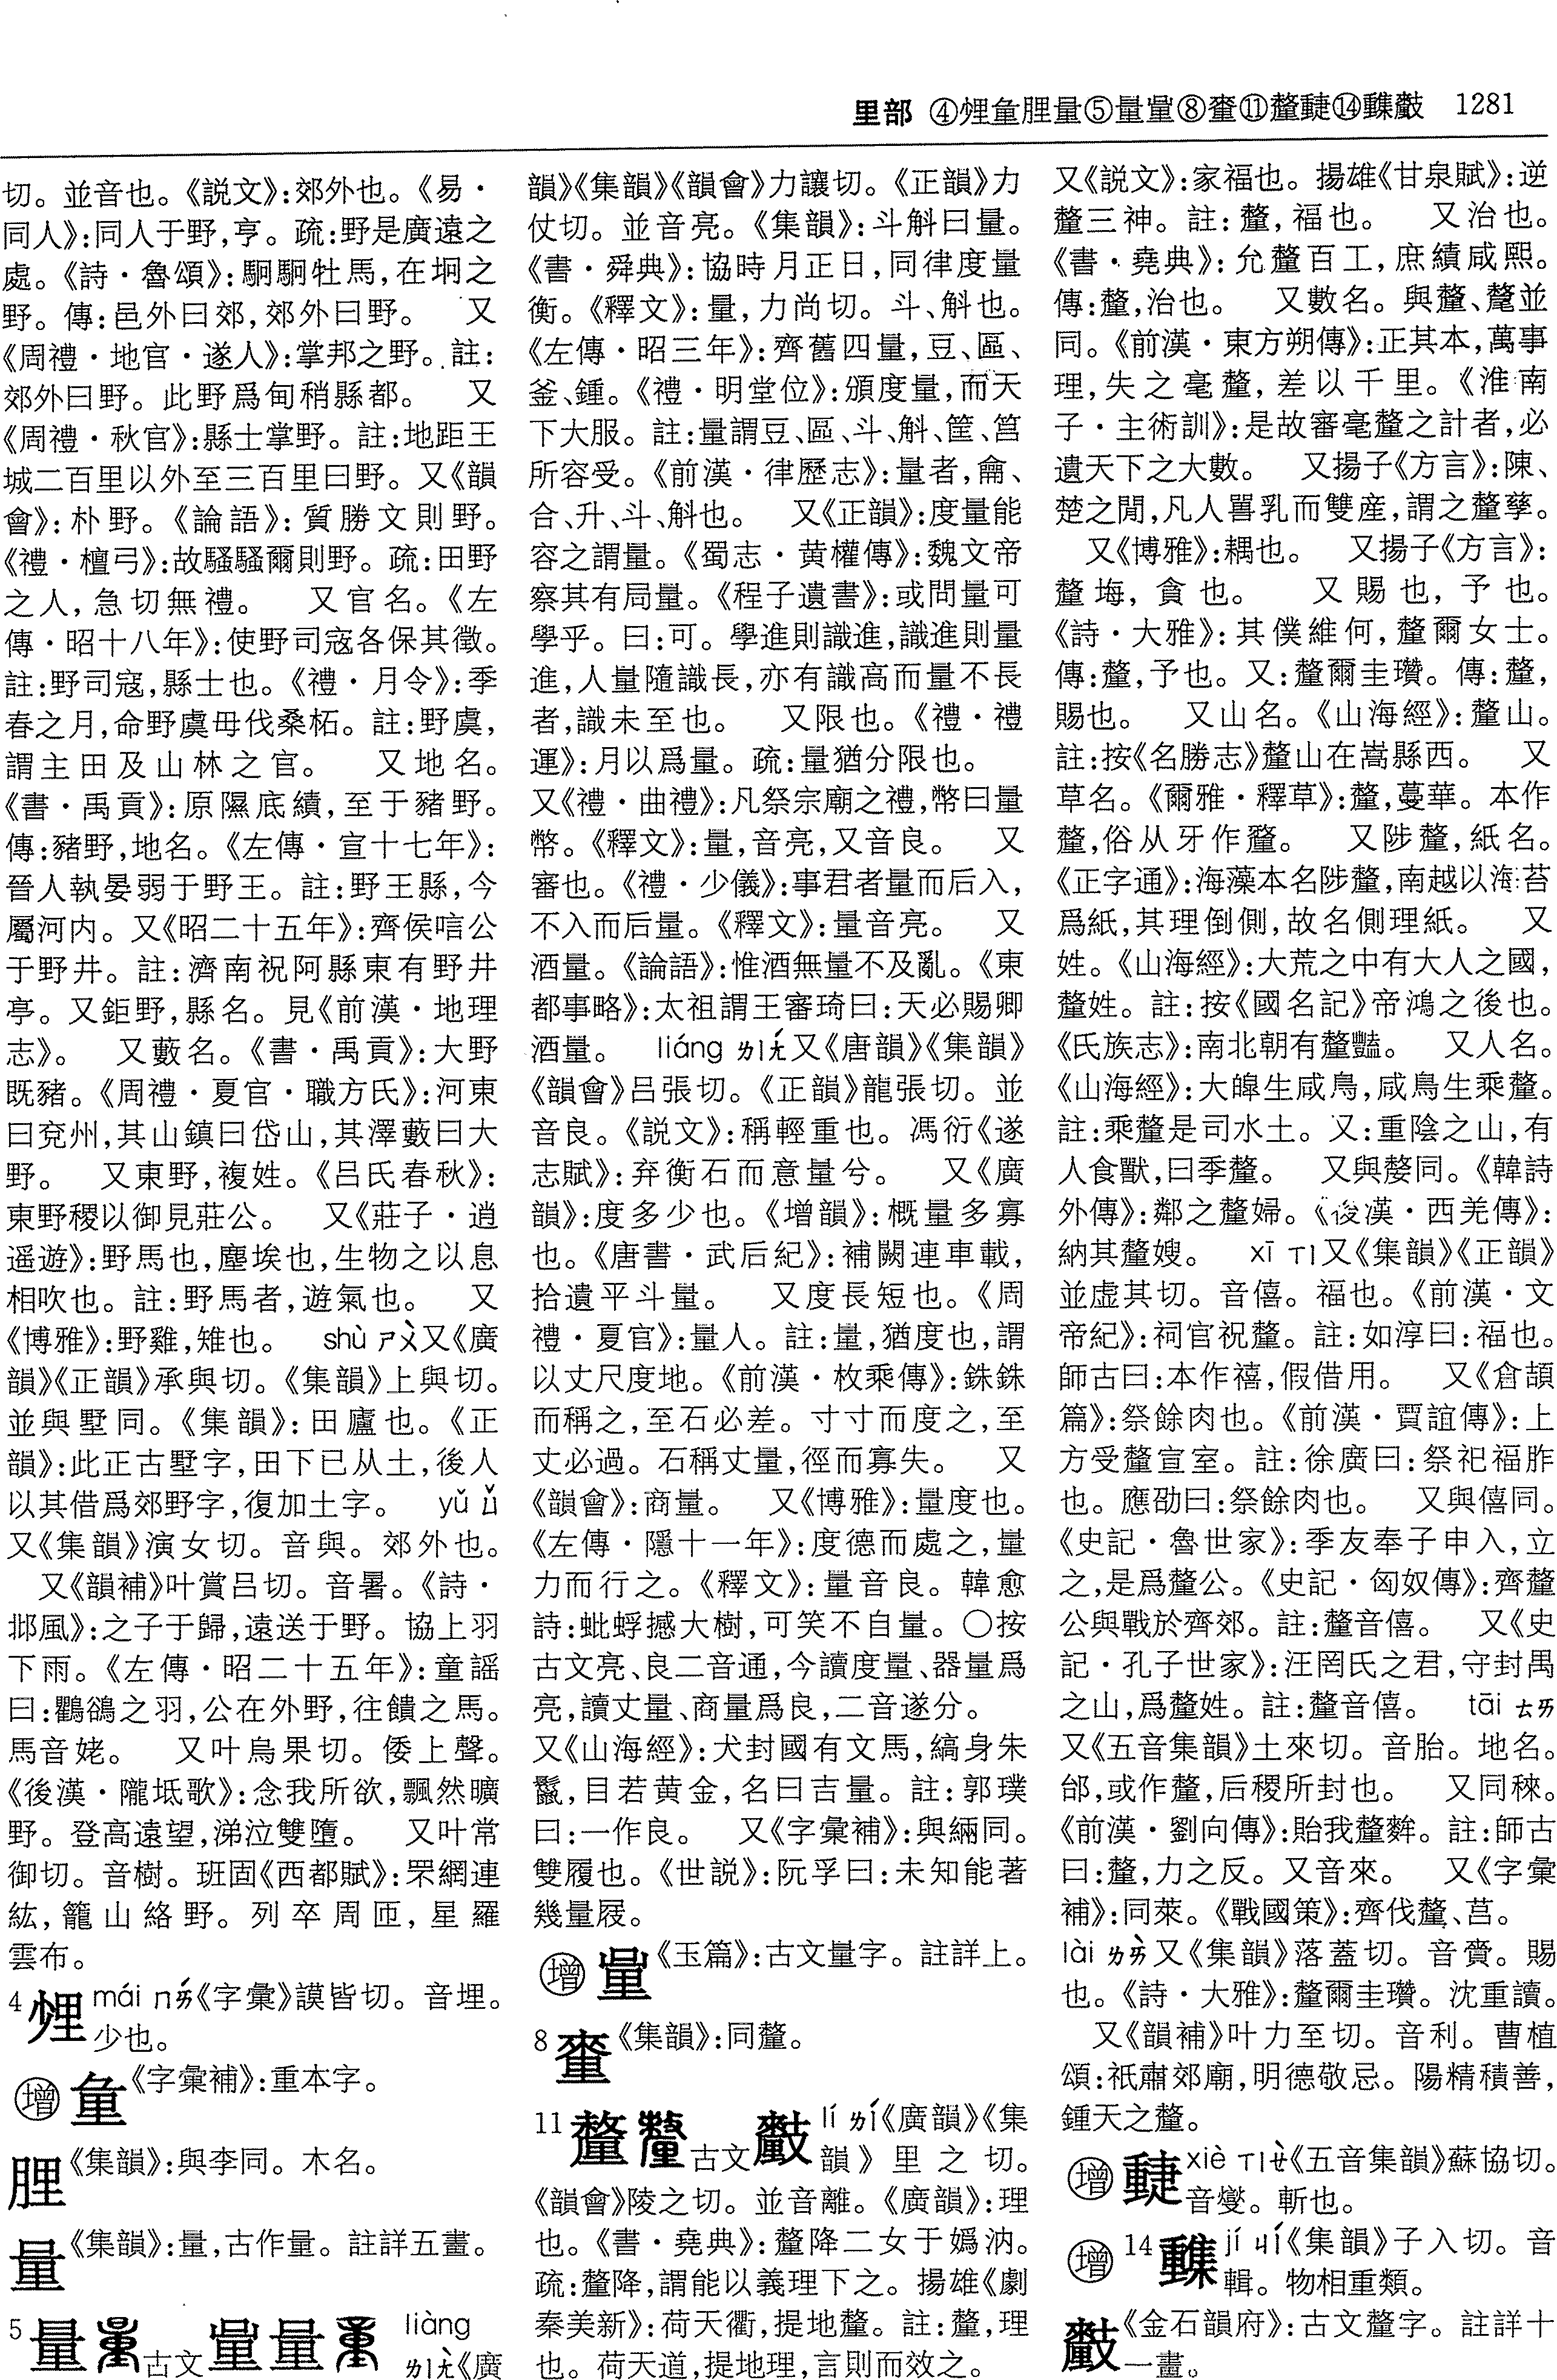 里部 ④𤯍𡍮量⑤量⑧⑪釐⑭ 1281
切。並音也。《説文》:郊外也。《易·
同人》:同人于野,亨。疏:野是廣遠之
處。《詩·魯頌》:駉駉牡馬,在坰之
野。傳:邑外曰郊,郊外曰野。 又
《周禮·地官·遂人》:掌邦之野。註:
郊外曰野。此野爲甸稍縣都。 又
《周禮·秋官》:縣士掌野。註:地距王
城二百里以外至三百里曰野。又《韻
會》:朴野。《論語》:質勝文則野。
《禮·檀弓》:故騷騷爾則野。疏:田野
之人,急切無禮。 又官名。《左
傳·昭十八年》:使野司寇各保其徵。
註:野司寇,縣士也。《禮·月令》:季
春之月,命野虞毋伐桑柘。註:野虞,
謂主田及山林之官。 又地名。
《書·禹貢》:原隰底績,至于豬野。
傳:豬野,地名。《左傳·宣十七年》:
晉人執晏弱于野王。註:野王縣,今
屬河内。又《昭二十五年》:齊侯唁公
于野井。註:濟南祝阿縣東有野井
亭。又鉅野,縣名。見《前漢·地理
志》。 又藪名。《書·禹貢》:大野
既豬。《周禮·夏官·職方氏》:河東
曰兗州,其山鎮曰岱山,其澤藪曰大
野。 又東野,複姓。《吕氏春秋》:
東野稷以御見莊公。 又《莊子·逍
遥遊》:野馬也,塵埃也,生物之以息
相吹也。註:野馬者,遊氣也。 又
《博雅》:野雞,雉也。 shù ㄕㄨˋ又《廣
韻》《正韻》承與切。《集韻》上與切。
並與墅同。《集韻》:田廬也。《正
韻》:此正古墅字,田下已从土,後人
以其借爲郊野字,復加土字。 yǔ ㄩˇ
又《集韻》演女切。音與。郊外也。
又《韻補》叶賞吕切。音暑。《詩·
邶風》:之子于歸,遠送于野。協上羽
下雨。《左傳·昭二十五年》:童謡
曰:鸜鵒之羽,公在外野,往饋之馬。
馬音姥。 又叶烏果切。倭上聲。
《後漢·隴坻歌》:念我所欲,飄然曠
野。登高遠望,涕泣雙墮。 又叶常
御切。音樹。班固《西都賦》:罘網連
紘,籠山絡野。列卒周匝,星羅
雲布。
4 mái ㄇㄞˊ《字彙》謨皆切。音埋。
少也。
增 《字彙補》:重本字。
《集韻》:與李同。木名。
量 《集韻》:量,古作量。註詳五畫。
5 量 古文 liàng
ㄌㄧㄤˋ《廣
韻》《集韻》《韻會》力讓切。《正韻》力
仗切。並音亮。《集韻》:斗斛曰量。
《書·舜典》:協時月正日,同律度量
衡。《釋文》:量,力尚切。斗、斛也。
《左傳·昭三年》:齊舊四量,豆、區、
釜、鍾。《禮·明堂位》:頒度量,而天
下大服。註:量謂豆、區、斗、斛、筐、筥
所容受。《前漢·律歷志》:量者,龠、
合、升、斗、斛也。 又《正韻》:度量能
容之謂量。《蜀志·黄權傳》:魏文帝
察其有局量。《程子遺書》:或問量可
學乎。曰:可。學進則識進,識進則量
進,人量隨識長,亦有識高而量不長
者,識未至也。 又限也。《禮·禮
運》:月以爲量。疏:量猶分限也。
又《禮·曲禮》:凡祭宗廟之禮,幣曰量
幣。《釋文》:量,音亮,又音良。 又
審也。《禮·少儀》:事君者量而后入,
不入而后量。《釋文》:量音亮。 又
酒量。《論語》:惟酒無量不及亂。《東
都事略》:太祖謂王審琦曰:天必賜卿
酒量。 liáng ㄌㄧㄤˊ又《唐韻》《集韻》
《韻會》吕張切。《正韻》龍張切。並
音良。《説文》:稱輕重也。馮衍《遂
志賦》:弃衡石而意量兮。 又《廣
韻》:度多少也。《增韻》:概量多寡
也。《唐書·武后紀》:補闕連車載,
拾遺平斗量。 又度長短也。《周
禮·夏官》:量人。註:量,猶度也,謂
以丈尺度地。《前漢·枚乘傳》:銖銖
而稱之,至石必差。寸寸而度之,至
丈必過。石稱丈量,徑而寡失。 又
《韻會》:商量。 又《博雅》:量度也。
《左傳·隱十一年》:度德而處之,量
力而行之。《釋文》:量音良。韓愈
詩:蚍蜉撼大樹,可笑不自量。○按
古文亮、良二音通,今讀度量、器量爲
亮,讀丈量、商量爲良,二音遂分。
又《山海經》:犬封國有文馬,縞身朱
鬣,目若黄金,名曰吉量。註:郭璞
曰:一作良。 又《字彙補》:與緉同。
雙履也。《世説》:阮孚曰:未知能著
幾量屐。
增 《玉篇》:古文量字。註詳上。
8 《集韻》:同釐。
11 釐 古文 lí ㄌㄧˊ《廣韻》《集
韻》里之切。
《韻會》陵之切。並音離。《廣韻》:理
也。《書·堯典》:釐降二女于嬀汭。
疏:釐降,謂能以義理下之。揚雄《劇
秦美新》:荷天衢,提地釐。註:釐,理
也。荷天道,提地理,言則而效之。
又《説文》:家福也。揚雄《甘泉賦》:逆
釐三神。註:釐,福也。 又治也。
《書·堯典》:允釐百工,庶績咸熙。
傳:釐,治也。 又數名。與釐、氂並
同。《前漢·東方朔傳》:正其本,萬事
理,失之毫釐,差以千里。《淮南
子·主術訓》:是故審毫釐之計者,必
遺天下之大數。 又揚子《方言》:陳、
楚之閒,凡人嘼乳而雙産,謂之釐孳。
又《博雅》:耦也。 又揚子《方言》:
釐㛄,貪也。 又賜也,予也。
《詩·大雅》:其僕維何,釐爾女士。
傳:釐,予也。又:釐爾圭瓚。傳:釐,
賜也。 又山名。《山海經》:釐山。
註:按《名勝志》釐山在嵩縣西。 又
草名。《爾雅·釋草》:釐,蔓華。本作
釐,俗从牙作。 又陟釐,紙名。
《正字通》:海藻本名陟釐,南越以海苔
爲紙,其理倒側,故名側理紙。 又
姓。《山海經》:大荒之中有大人之國,
釐姓。註:按《國名記》帝鴻之後也。
《氏族志》:南北朝有釐豔。 又人名。
《山海經》:大皞生咸鳥,咸鳥生乘釐。
註:乘釐是司水土。又:重陰之山,有
人食獸,曰季釐。 又與嫠同。《韓詩
外傳》:鄰之釐婦。《後漢·西羌傳》:
納其釐嫂。 xī ㄒㄧ又《集韻》《正韻》
並虚其切。音僖。福也。《前漢·文
帝紀》:祠官祝釐。註:如淳曰:福也。
師古曰:本作禧,假借用。 又《倉頡
篇》:祭餘肉也。《前漢·賈誼傳》:上
方受釐宣室。註:徐廣曰:祭祀福胙
也。應劭曰:祭餘肉也。 又與僖同。
《史記·魯世家》:季友奉子申入,立
之,是爲釐公。《史記·匈奴傳》:齊釐
公與戰於齊郊。註:釐音僖。 又《史
記·孔子世家》:汪罔氏之君,守封禺
之山,爲釐姓。註:釐音僖。 tāi ㄊㄞ
又《五音集韻》土來切。音胎。地名。
邰,或作釐,后稷所封也。 又同秾。
《前漢·劉向傳》:貽我釐麰。註:師古
曰:釐,力之反。又音來。 又《字彙
補》:同萊。《戰國策》:齊伐釐、莒。
lài ㄌㄞˋ又《集韻》落蓋切。音賚。賜
也。《詩·大雅》:釐爾圭瓚。沈重讀。
又《韻補》叶力至切。音利。曹植
頌:祇肅郊廟,明德敬忌。陽精積善,
鍾天之釐。
增 xiè ㄒㄧㄝˋ《五音集韻》蘇協切。
音燮。斬也。
增 14 jí ㄐㄧˊ《集韻》子入切。音
輯。物相重類。
《金石韻府》:古文釐字。註詳十
一畫。